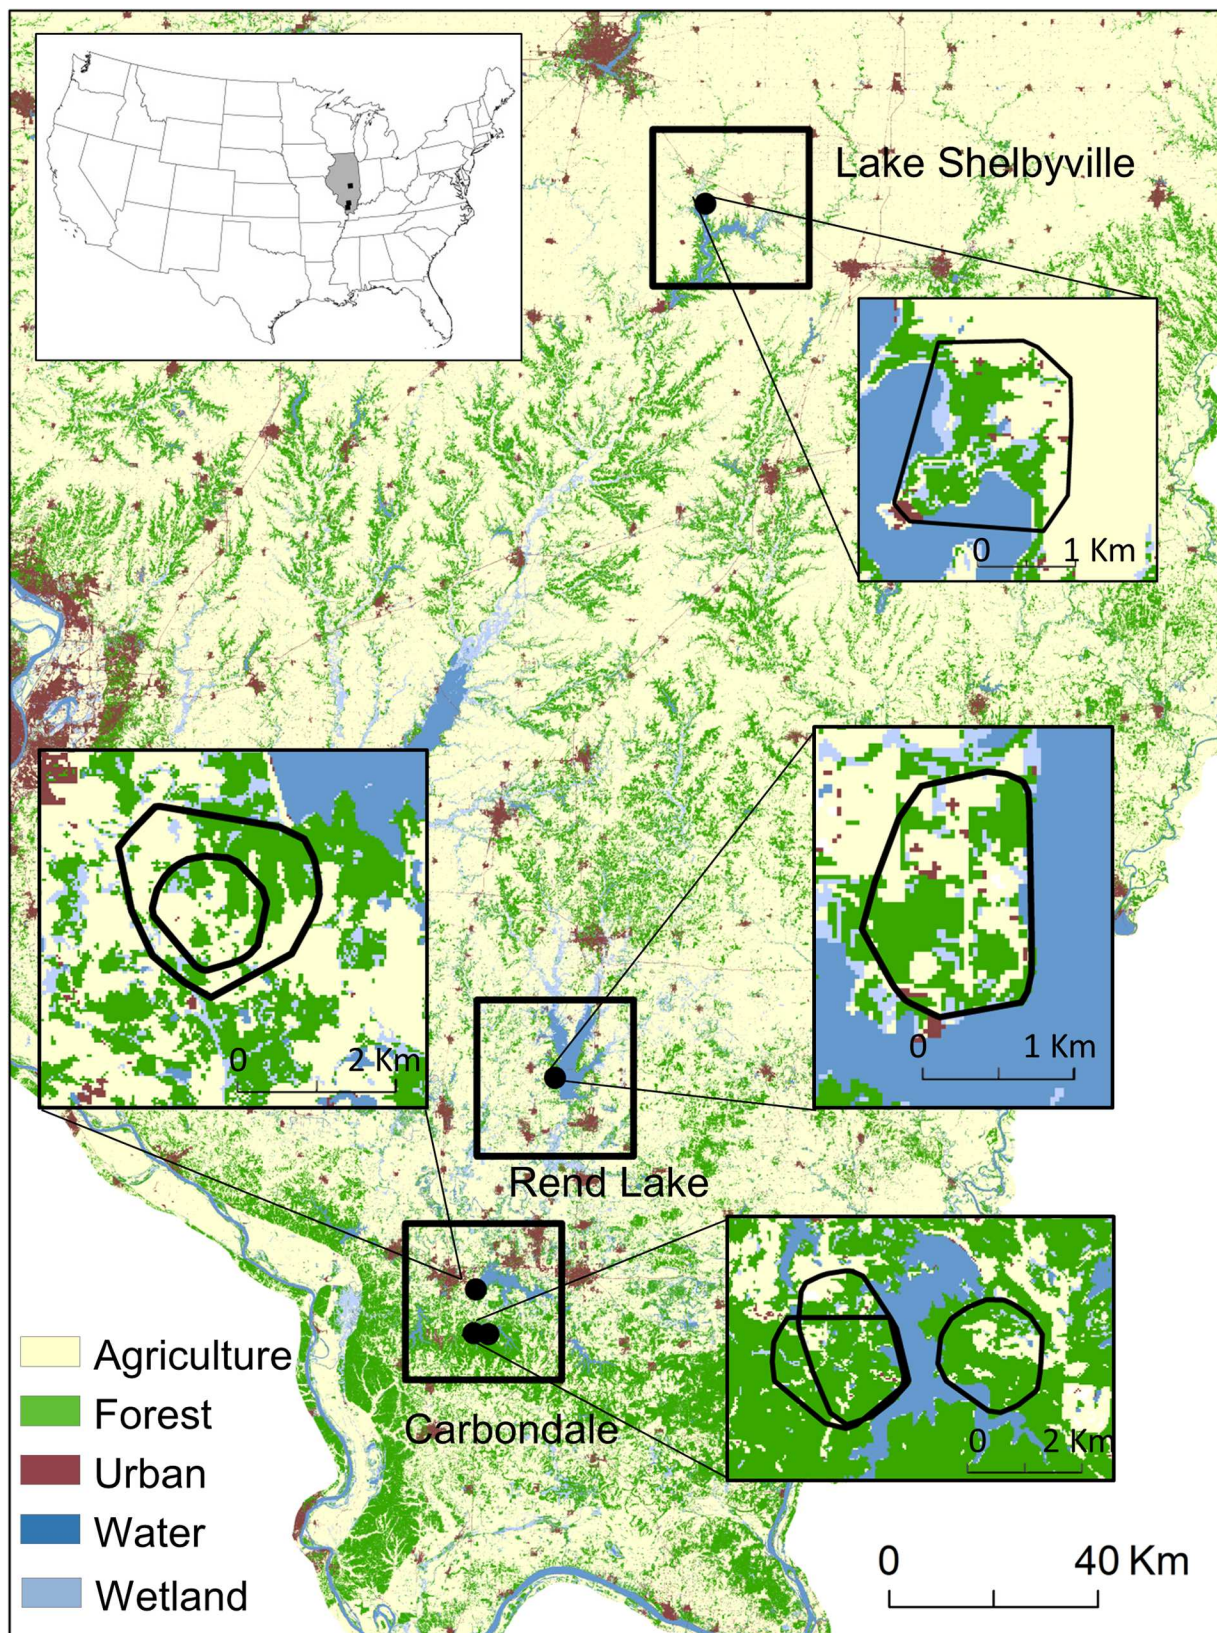 Lake Shelbyville
0 1 Km
0 2 Km
0 1 Km
Rend Lake
Carbondale
0 2 Km
Agriculture
Forest
Urban
Water
Wetland
0 40 Km